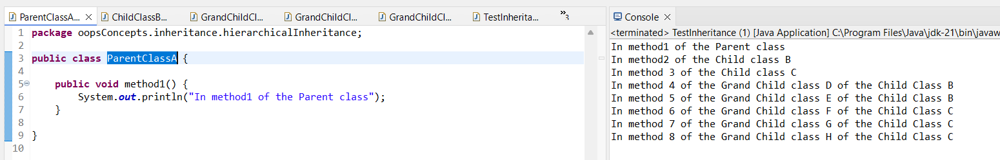 ParentClassA... ChildClassB... GrandChildCl... GrandChildCl... GrandChildCl... TestInherita... »3
1 package oopsConcepts.inheritance.hierarchicalInheritance;
2
3 public class ParentClassA {
4
5 public void method1() {
6 System.out.println("In method1 of the Parent class");
7 }
8
9 }
10
Console
<terminated> TestInheritance (1) [Java Application] C:\Program Files\Java\jdk-21\bin\javaw
In method1 of the Parent class
In method2 of the Child class B
In method 3 of the Child class C
In method 4 of the Grand Child class D of the Child Class B
In method 5 of the Grand Child class E of the Child Class B
In method 6 of the Grand Child class F of the Child Class C
In method 7 of the Grand Child class G of the Child Class C
In method 8 of the Grand Child class H of the Child Class C